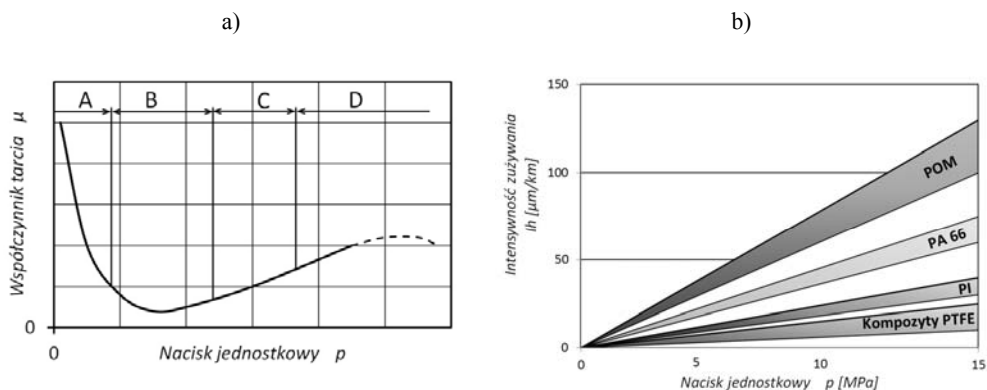 a)
b)
A B C D
Współczynnik tarcia μ
0
0
Nacisk jednostkowy p
Intensywność zużywania
Ih [μm/km]
150
100
50
0
0
5
10
15
POM
PA 66
PI
Kompozyty PTFE
Nacisk jednostkowy p [MPa]